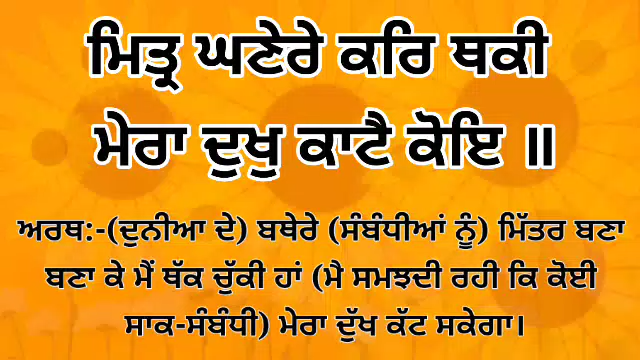 ਮਿਤ੍ਰ ਘਣੇਰੇ ਕਰਿ ਥਕੀ
ਮੇਰਾ ਦੁਖੁ ਕਾਟੈ ਕੋਇ ॥
ਅਰਥ:-(ਦੁਨੀਆ ਦੇ) ਬਥੇਰੇ (ਸੰਬੰਧੀਆਂ ਨੂੰ) ਮਿੱਤਰ ਬਣਾ
ਬਣਾ ਕੇ ਮੈਂ ਥੱਕ ਚੁੱਕੀ ਹਾਂ (ਮੈ ਸਮਝਦੀ ਰਹੀ ਕਿ ਕੋਈ
ਸਾਕ-ਸੰਬੰਧੀ) ਮੇਰਾ ਦੁੱਖ ਕੱਟ ਸਕੇਗਾ।